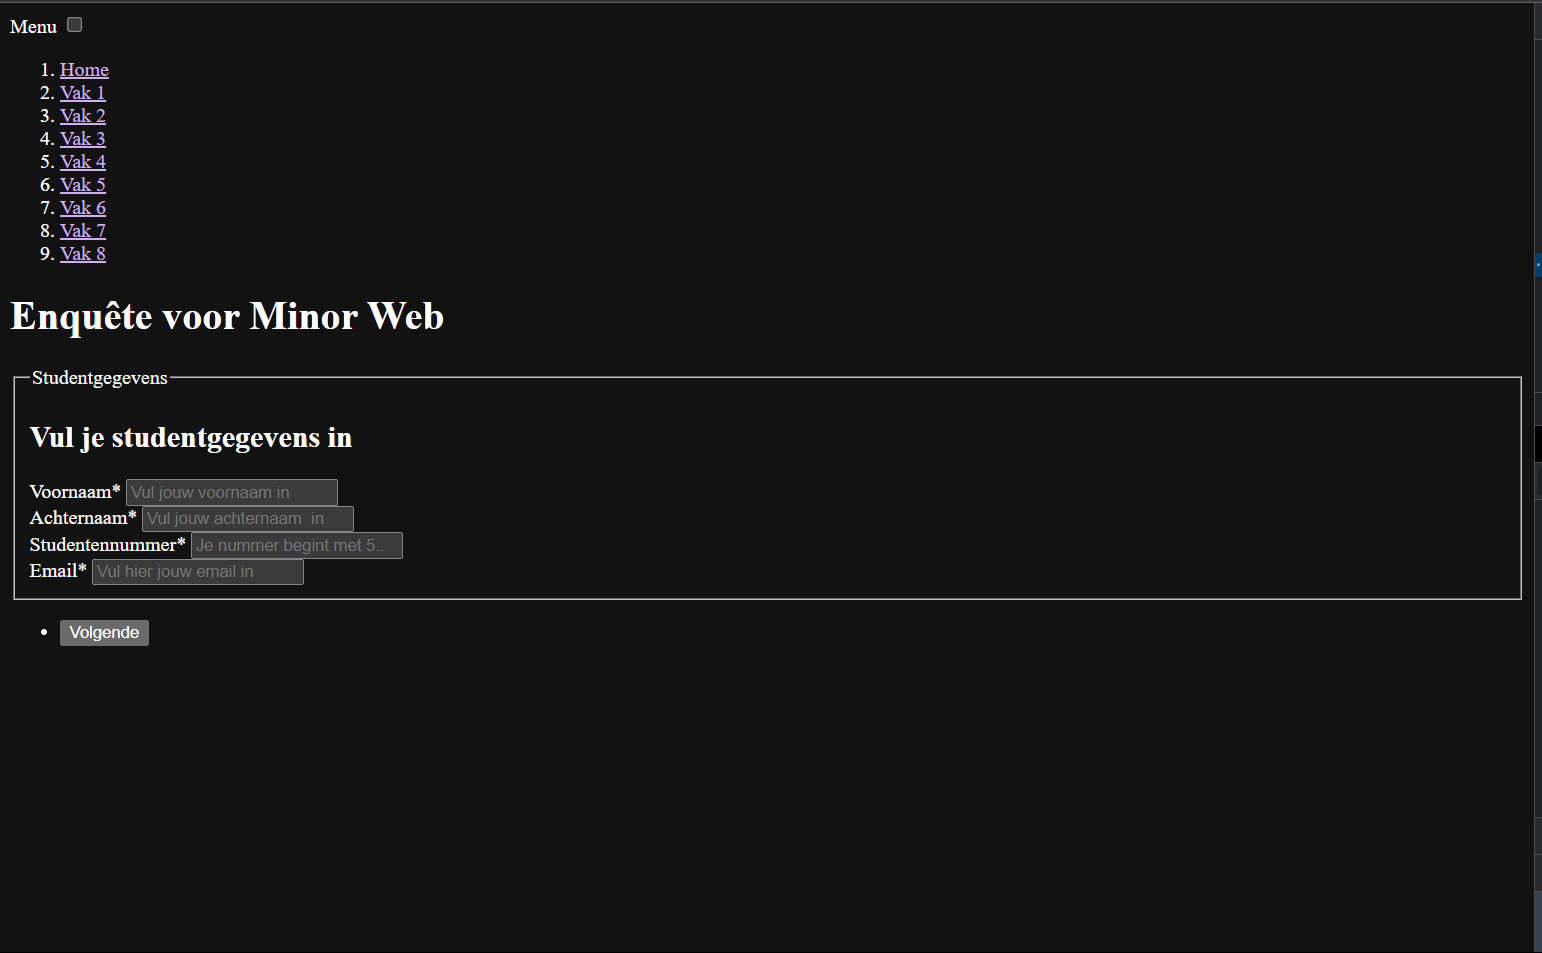 Menu
1. Home
2. Vak 1
3. Vak 2
4. Vak 3
5. Vak 4
6. Vak 5
7. Vak 6
8. Vak 7
9. Vak 8
Enquête voor Minor Web
Studentgegevens
Vul je studentgegevens in
Voornaam* Vul jouw voornaam in
Achternaam* Vul jouw achternaam  in
Studentennummer* Je nummer begint met 5..
Email* Vul hier jouw email in
• Volgende